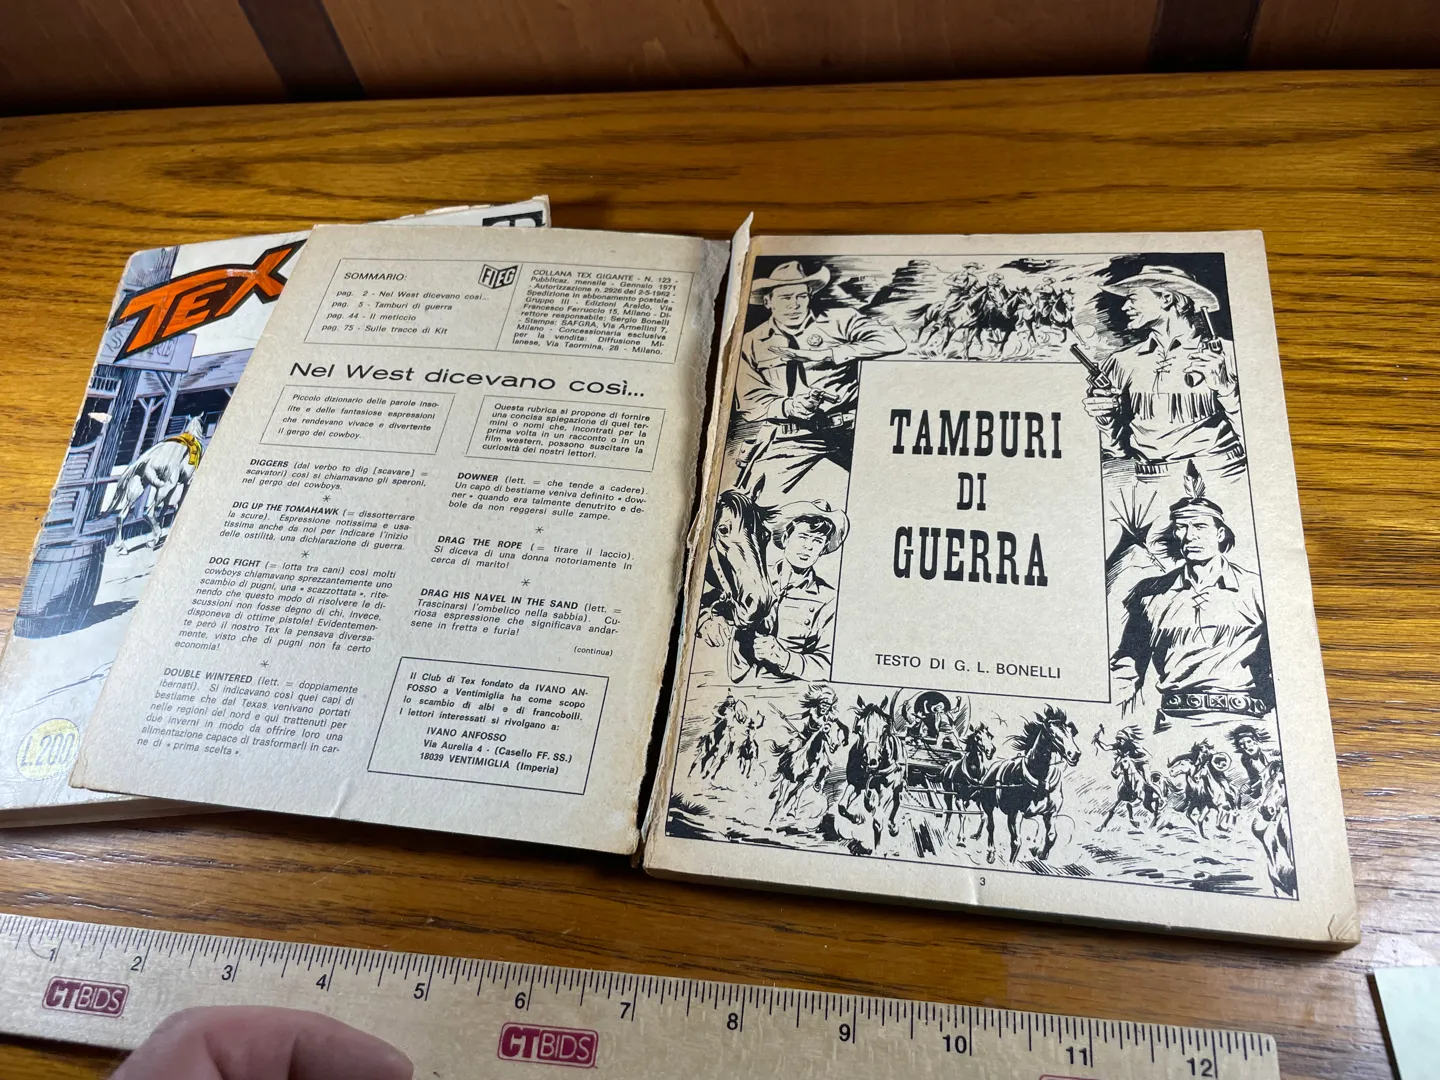 TEX
L.200
SOMMARIO:
pag. 2 - Nel West dicevano così...
pag. 5 - Tamburi di guerra
pag. 44 - Il meticcio
pag. 75 - Sulle tracce di Kit
FIEG
COLLANA TEX GIGANTE - N. 123
Pubblicaz. mensile - Gennaio 1971
- Autorizzazione n. 2926 del 2-5-1962 -
Spedizione in abbonamento postale -
Gruppo III - Edizioni Araldo, Via
Francesco Ferruccio 15, Milano - Di-
rettore responsabile: Sergio Bonelli
- Stampa: SAFGRA, Via Armellini 7,
Milano - Concessionaria esclusiva
per la vendita: Diffusione Mi-
lanese, Via Taormina, 28 - Milano.
Nel West dicevano così...
Piccolo dizionario delle parole inso-
lite e delle fantasiose espressioni
che rendevano vivace e divertente
il gergo dei cowboy.
Questa rubrica si propone di fornire
una concisa spiegazione di quei ter-
mini o nomi che, incontrati per la
prima volta in un racconto o in un
film western, possono suscitare la
curiosità dei nostri lettori.
DIGGERS (dal verbo to dig [scavare] =
scavatori) così si chiamavano gli speroni,
nel gergo dei cowboys.
*
DIG UP THE TOMAHAWK (= dissotterrare
la scure). Espressione notissima e usa-
tissima anche da noi per indicare l'inizio
delle ostilità, una dichiarazione di guerra.
*
DOG FIGHT (= lotta tra cani) così molti
cowboys chiamavano sprezzantemente uno
scambio di pugni, una « scazzottata », rite-
nendo che questo modo di risolvere le di-
scussioni non fosse degno di chi, invece,
disponeva di ottime pistole! Evidentemen-
te però il nostro Tex la pensava diversa-
mente, visto che di pugni non fa certo
economia!
*
DOUBLE WINTERED (lett. = doppiamente
ibernati). Si indicavano così quei capi di
bestiame che dal Texas venivano portati
nelle regioni del nord e qui trattenuti per
due inverni in modo da offrire loro una
alimentazione capace di trasformarli in car-
ne di « prima scelta ».
DOWNER (lett. = che tende a cadere).
Un capo di bestiame veniva definito « dow-
ner » quando era talmente denutrito e de-
bole da non reggersi sulle zampe.
*
DRAG THE ROPE (= tirare il laccio).
Si diceva di una donna notoriamente in
cerca di marito!
*
DRAG HIS NAVEL IN THE SAND (lett. =
Trascinarsi l'ombelico nella sabbia). Cu-
riosa espressione che significava andar-
sene in fretta e furia!
(continua)
Il Club di Tex fondato da IVANO AN-
FOSSO a Ventimiglia ha come scopo
lo scambio di albi e di francobolli.
I lettori interessati si rivolgano a:
IVANO ANFOSSO
Via Aurelia 4 - (Casello FF. SS.)
18039 VENTIMIGLIA (Imperia)
TAMBURI
DI
GUERRA
TESTO DI G. L. BONELLI
3
1 2 3 4 5 6 7 8 9 10 11 12
CTBIDS
CTBIDS